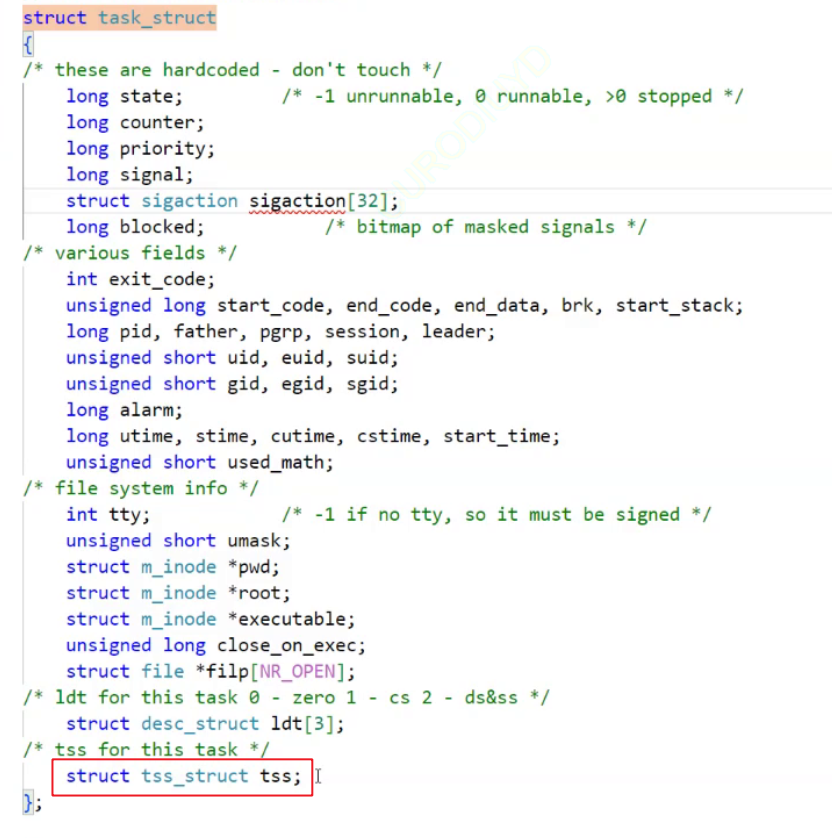 struct task_struct
{
/* these are hardcoded - don't touch */
long state; /* -1 unrunnable, 0 runnable, >0 stopped */
long counter;
long priority;
long signal;
struct sigaction sigaction[32];
long blocked; /* bitmap of masked signals */
/* various fields */
int exit_code;
unsigned long start_code, end_code, end_data, brk, start_stack;
long pid, father, pgrp, session, leader;
unsigned short uid, euid, suid;
unsigned short gid, egid, sgid;
long alarm;
long utime, stime, cutime, cstime, start_time;
unsigned short used_math;
/* file system info */
int tty; /* -1 if no tty, so it must be signed */
unsigned short umask;
struct m_inode *pwd;
struct m_inode *root;
struct m_inode *executable;
unsigned long close_on_exec;
struct file *filp[NR_OPEN];
/* ldt for this task 0 - zero 1 - cs 2 - ds&ss */
struct desc_struct ldt[3];
/* tss for this task */
struct tss_struct tss;
};